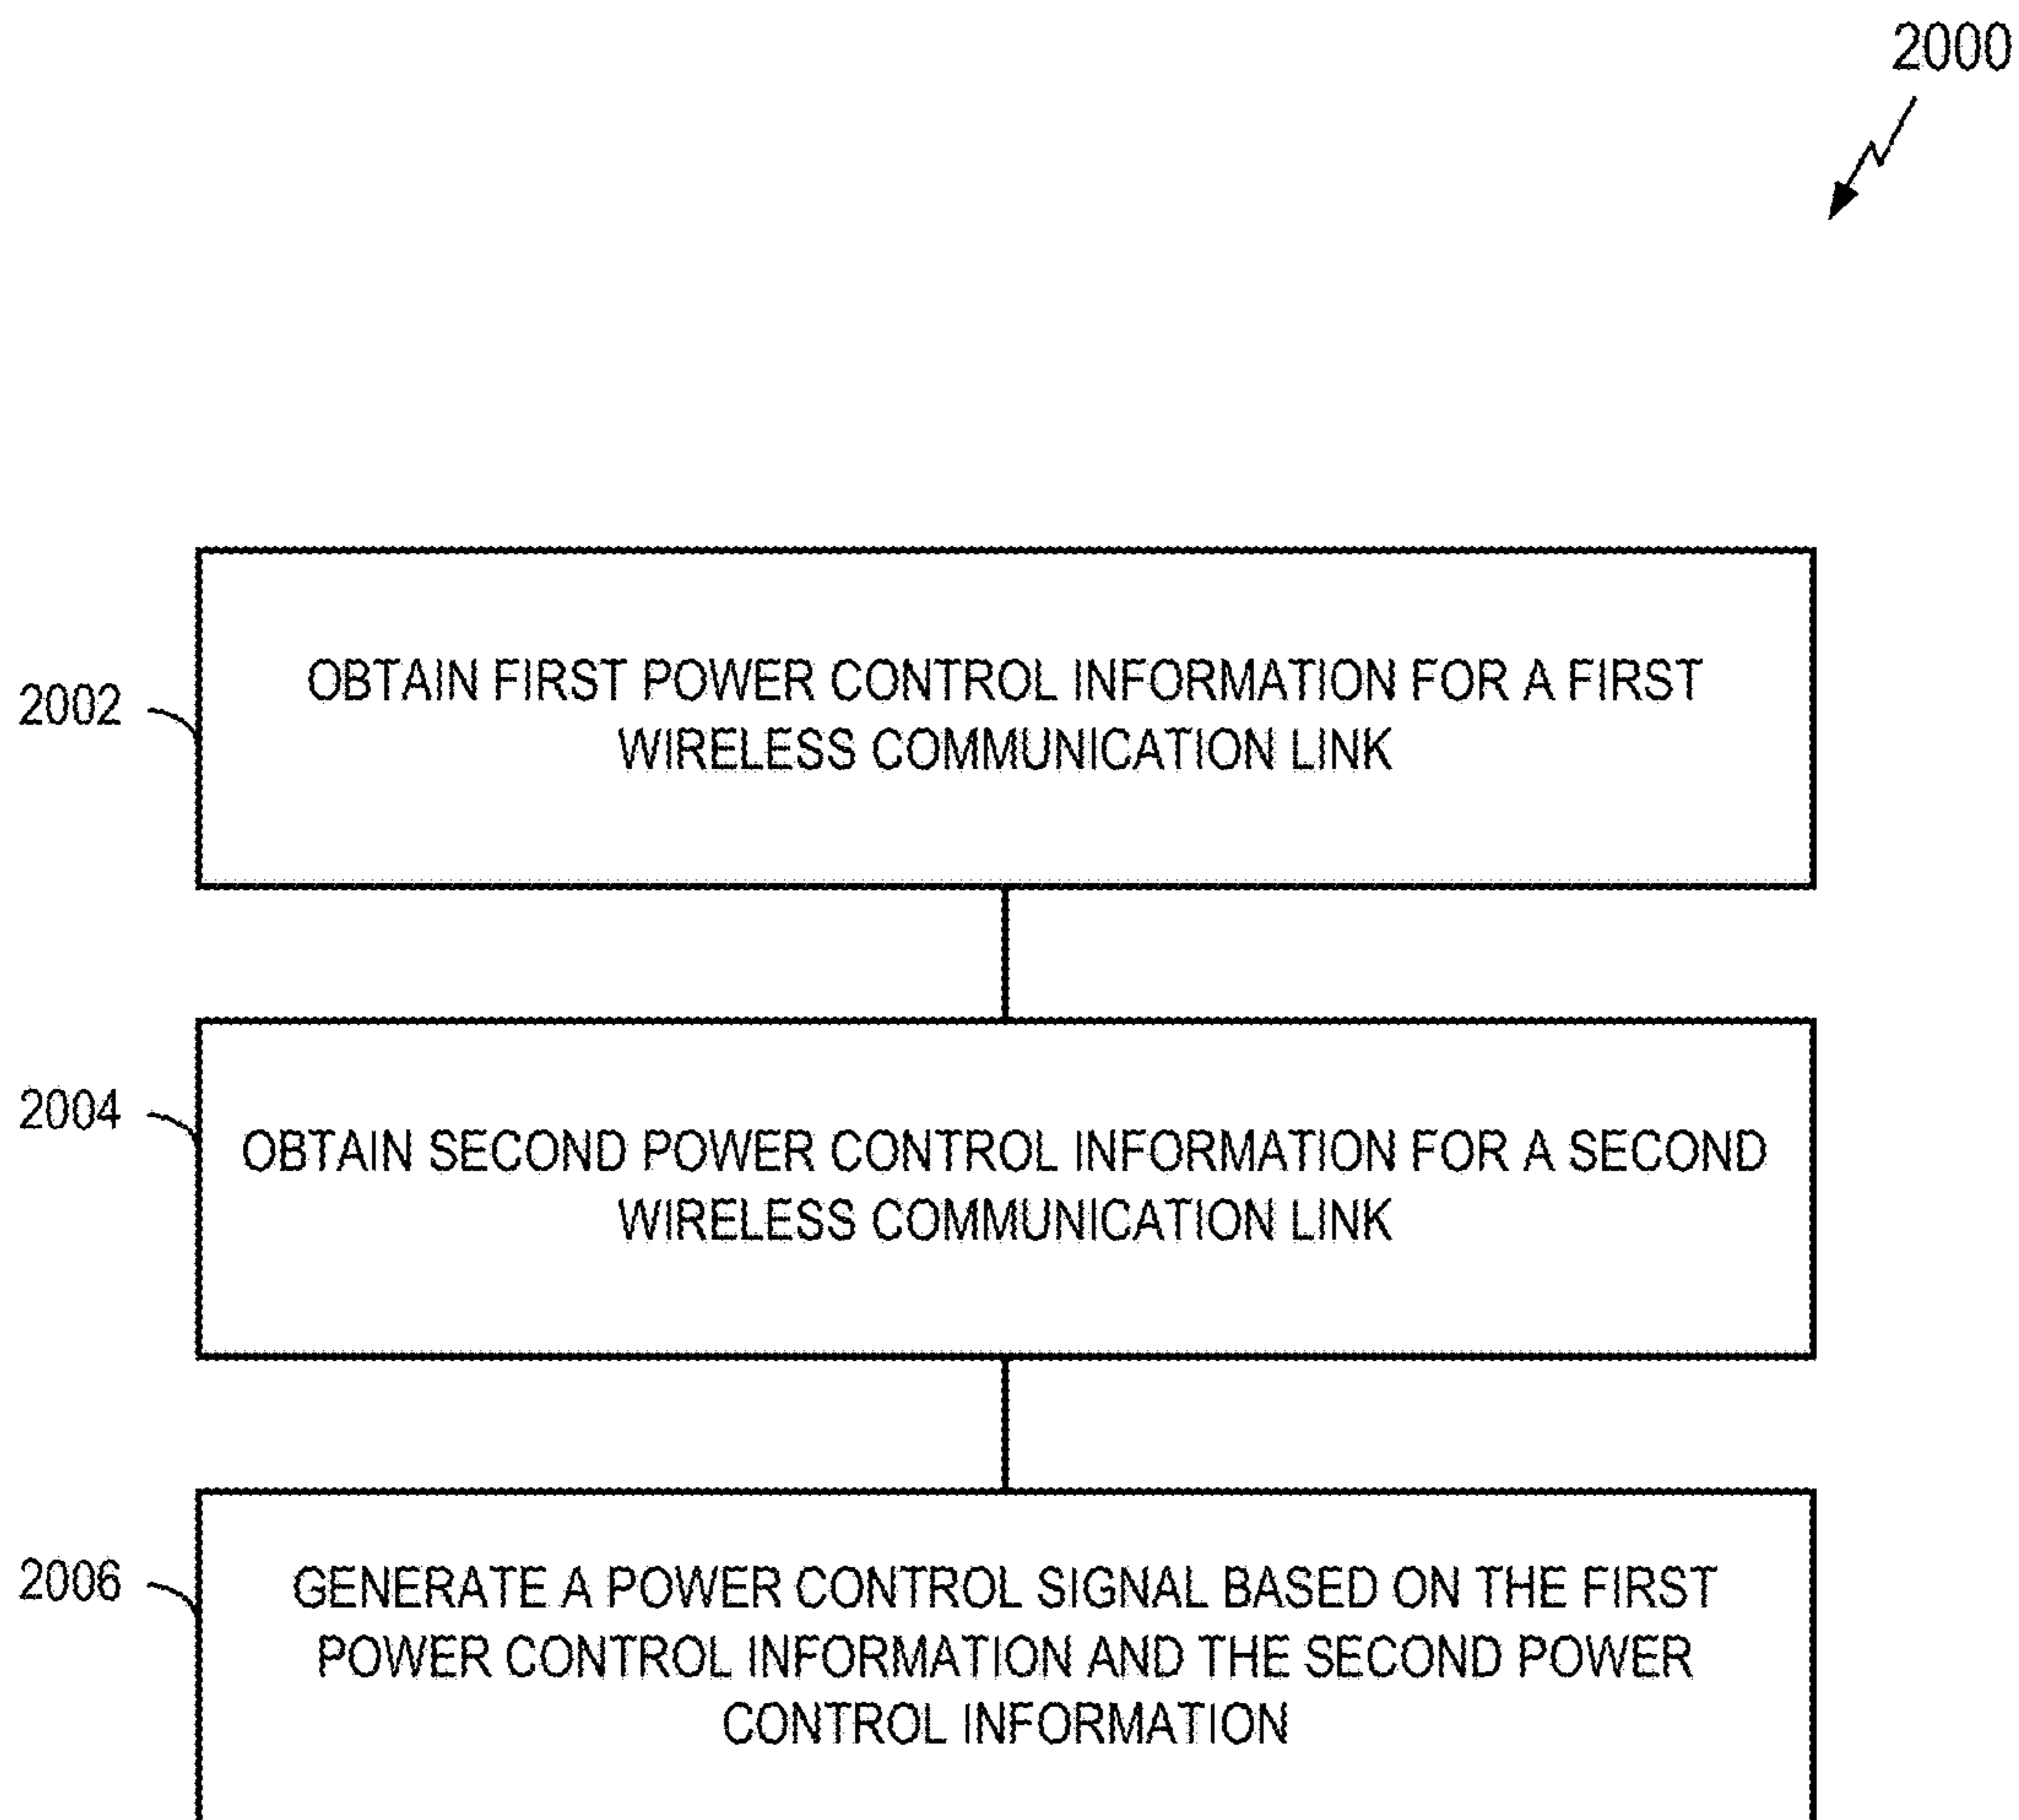 2000
2002
OBTAIN FIRST POWER CONTROL INFORMATION FOR A FIRST
WIRELESS COMMUNICATION LINK
2004
OBTAIN SECOND POWER CONTROL INFORMATION FOR A SECOND
WIRELESS COMMUNICATION LINK
2006
GENERATE A POWER CONTROL SIGNAL BASED ON THE FIRST
POWER CONTROL INFORMATION AND THE SECOND POWER
CONTROL INFORMATION